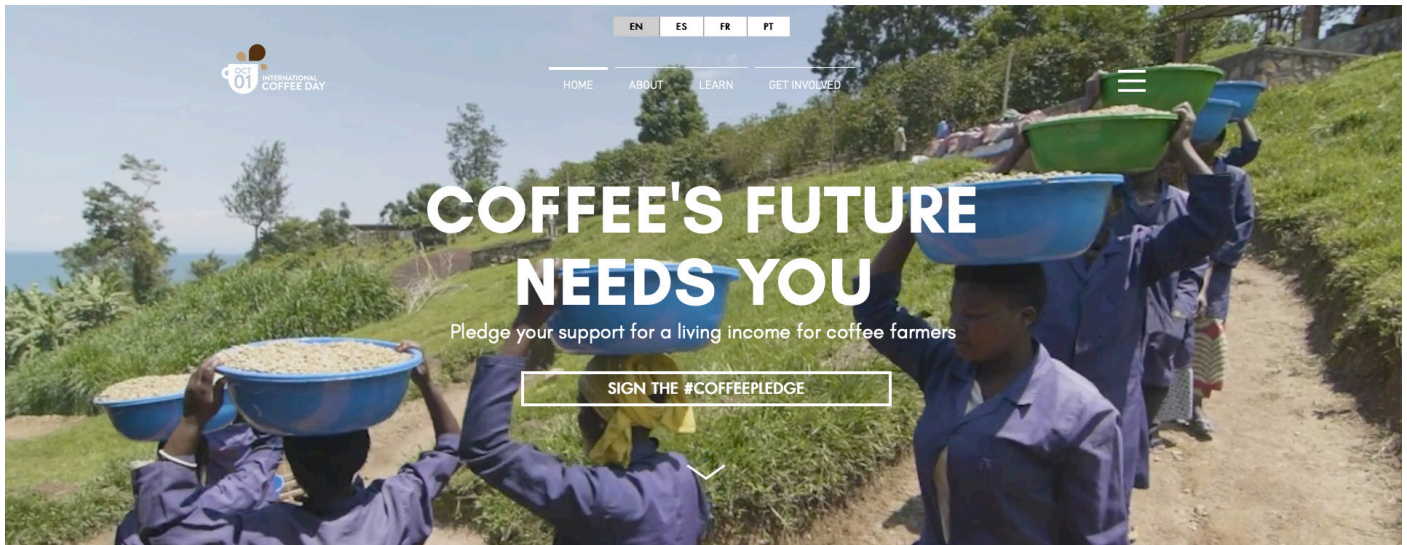 EN ES FR PT
OCT
01
INTERNATIONAL
COFFEE DAY
HOME ABOUT LEARN GET INVOLVED
COFFEE'S FUTURE
NEEDS YOU
Pledge your support for a living income for coffee farmers
SIGN THE #COFFEEPLEDGE